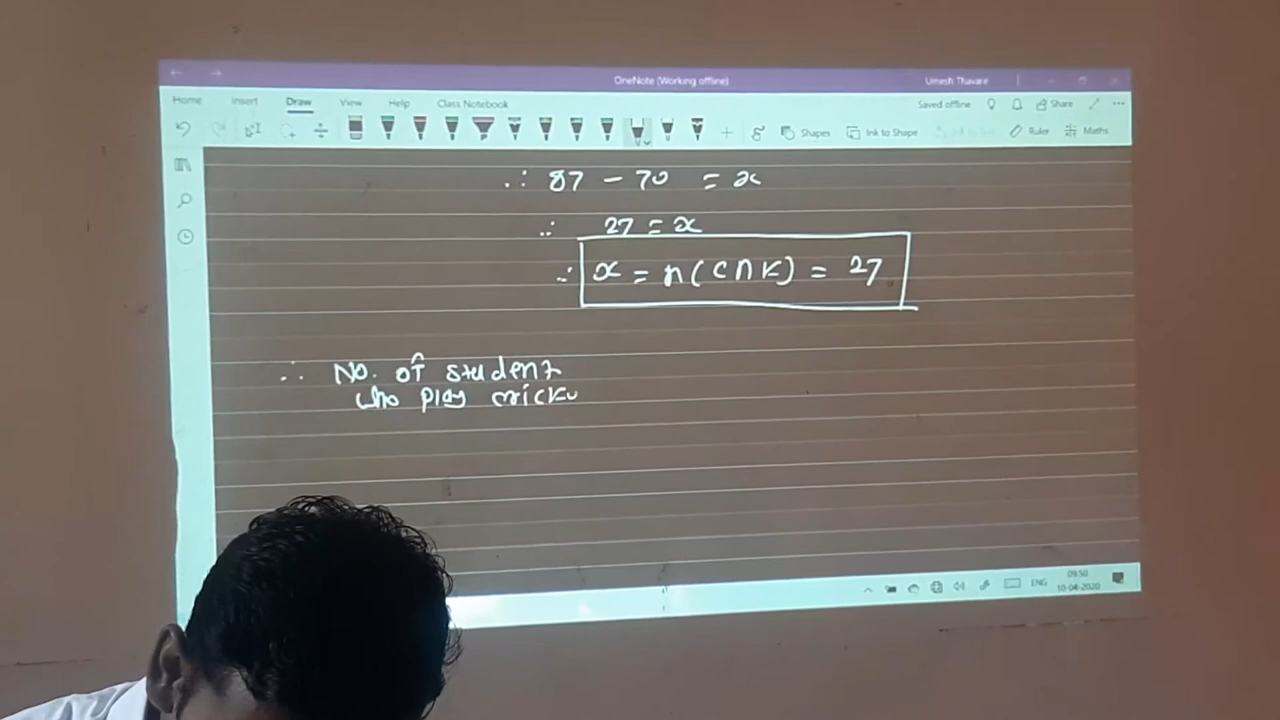 OneNote (Working offline) Umesh Thavare
Home Insert Draw View Help Class Notebook Saved offline Share
Shapes Ink to Shape Ruler Maths
∴ 87 - 70 = x
∴ 27 = x
∴ x = n(C∩K) = 27
∴ No. of student
who play
ENG 09:50
10-04-2020